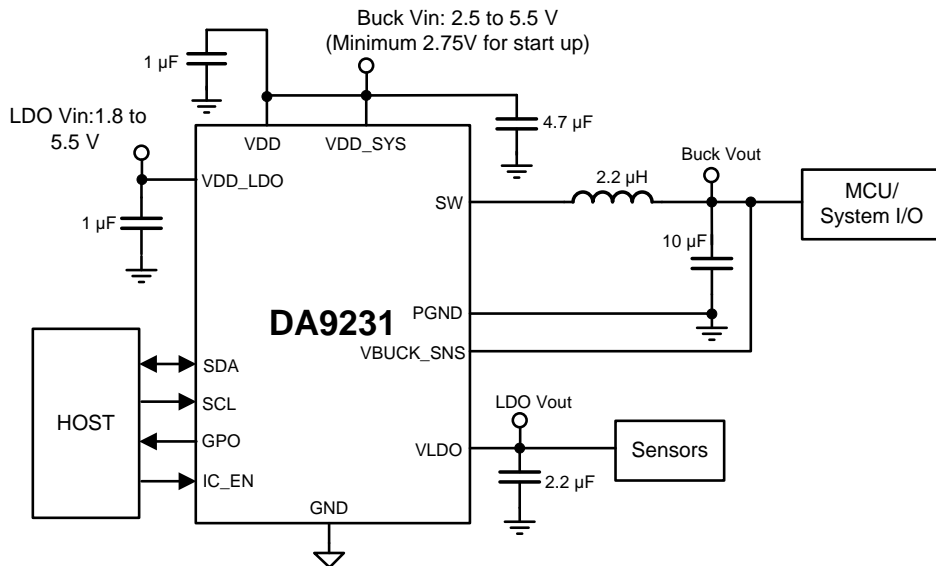 Buck Vin: 2.5 to 5.5 V
(Minimum 2.75V for start up)
1 µF
LDO Vin:1.8 to
5.5 V
4.7 µF
VDD
VDD_SYS
Buck Vout
VDD_LDO
2.2 µH
MCU/
System I/O
SW
1 µF
10 µF
PGND
DA9231
VBUCK_SNS
SDA
HOST
SCL
LDO Vout
GPO
VLDO
Sensors
IC_EN
2.2 µF
GND